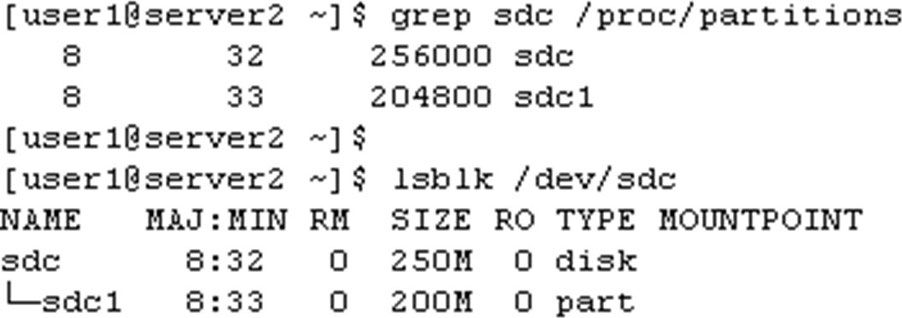 [user1@server2 ~]$ grep sdc /proc/partitions
   8        32     256000 sdc
   8        33     204800 sdc1
[user1@server2 ~]$
[user1@server2 ~]$ lsblk /dev/sdc
NAME   MAJ:MIN RM  SIZE RO TYPE MOUNTPOINT
sdc      8:32   0  250M  0 disk
└─sdc1   8:33   0  200M  0 part